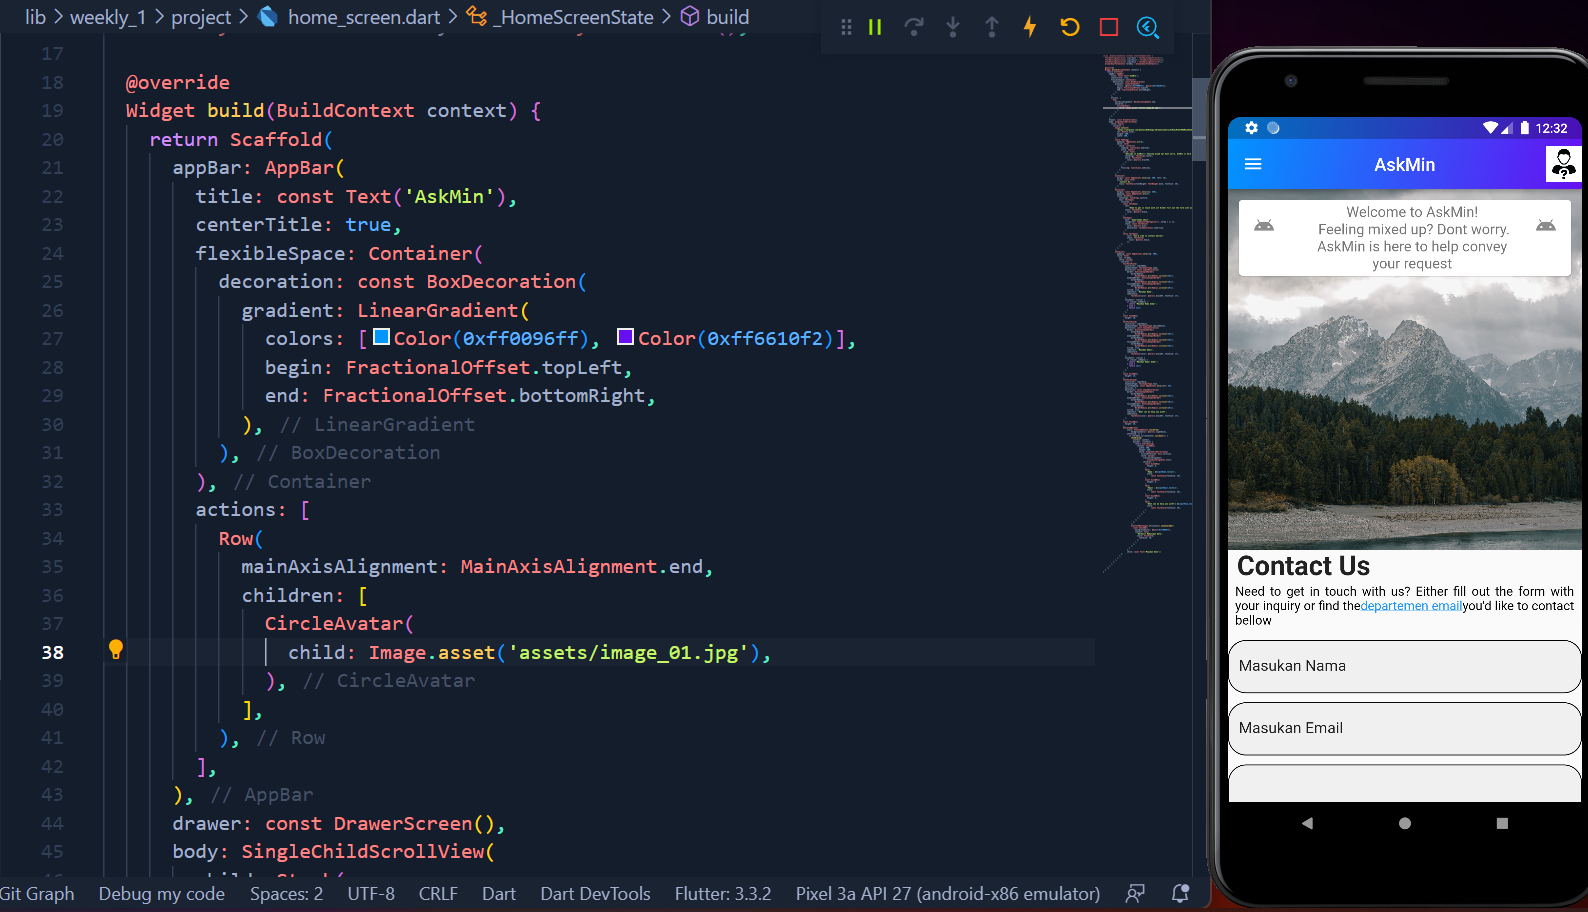 lib > weekly_1 > project > home_screen.dart > _HomeScreenState > build
17
18 @override
19 Widget build(BuildContext context) {
20 return Scaffold(
21 appBar: AppBar(
22 title: const Text('AskMin'),
23 centerTitle: true,
24 flexibleSpace: Container(
25 decoration: const BoxDecoration(
26 gradient: LinearGradient(
27 colors: [Color(0xff0096ff), Color(0xff6610f2)],
28 begin: FractionalOffset.topLeft,
29 end: FractionalOffset.bottomRight,
30 ), // LinearGradient
31 ), // BoxDecoration
32 ), // Container
33 actions: [
34 Row(
35 mainAxisAlignment: MainAxisAlignment.end,
36 children: [
37 CircleAvatar(
38 child: Image.asset('assets/image_01.jpg'),
39 ), // CircleAvatar
40 ],
41 ), // Row
42 ],
43 ), // AppBar
44 drawer: const DrawerScreen(),
45 body: SingleChildScrollView(
Git Graph Debug my code Spaces: 2 UTF-8 CRLF Dart Dart DevTools Flutter: 3.3.2 Pixel 3a API 27 (android-x86 emulator)
12:32
AskMin
Welcome to AskMin!
Feeling mixed up? Dont worry.
AskMin is here to help convey
your request
Contact Us
Need to get in touch with us? Either fill out the form with
your inquiry or find thedepartemen emailyou'd like to contact
bellow
Masukan Nama
Masukan Email